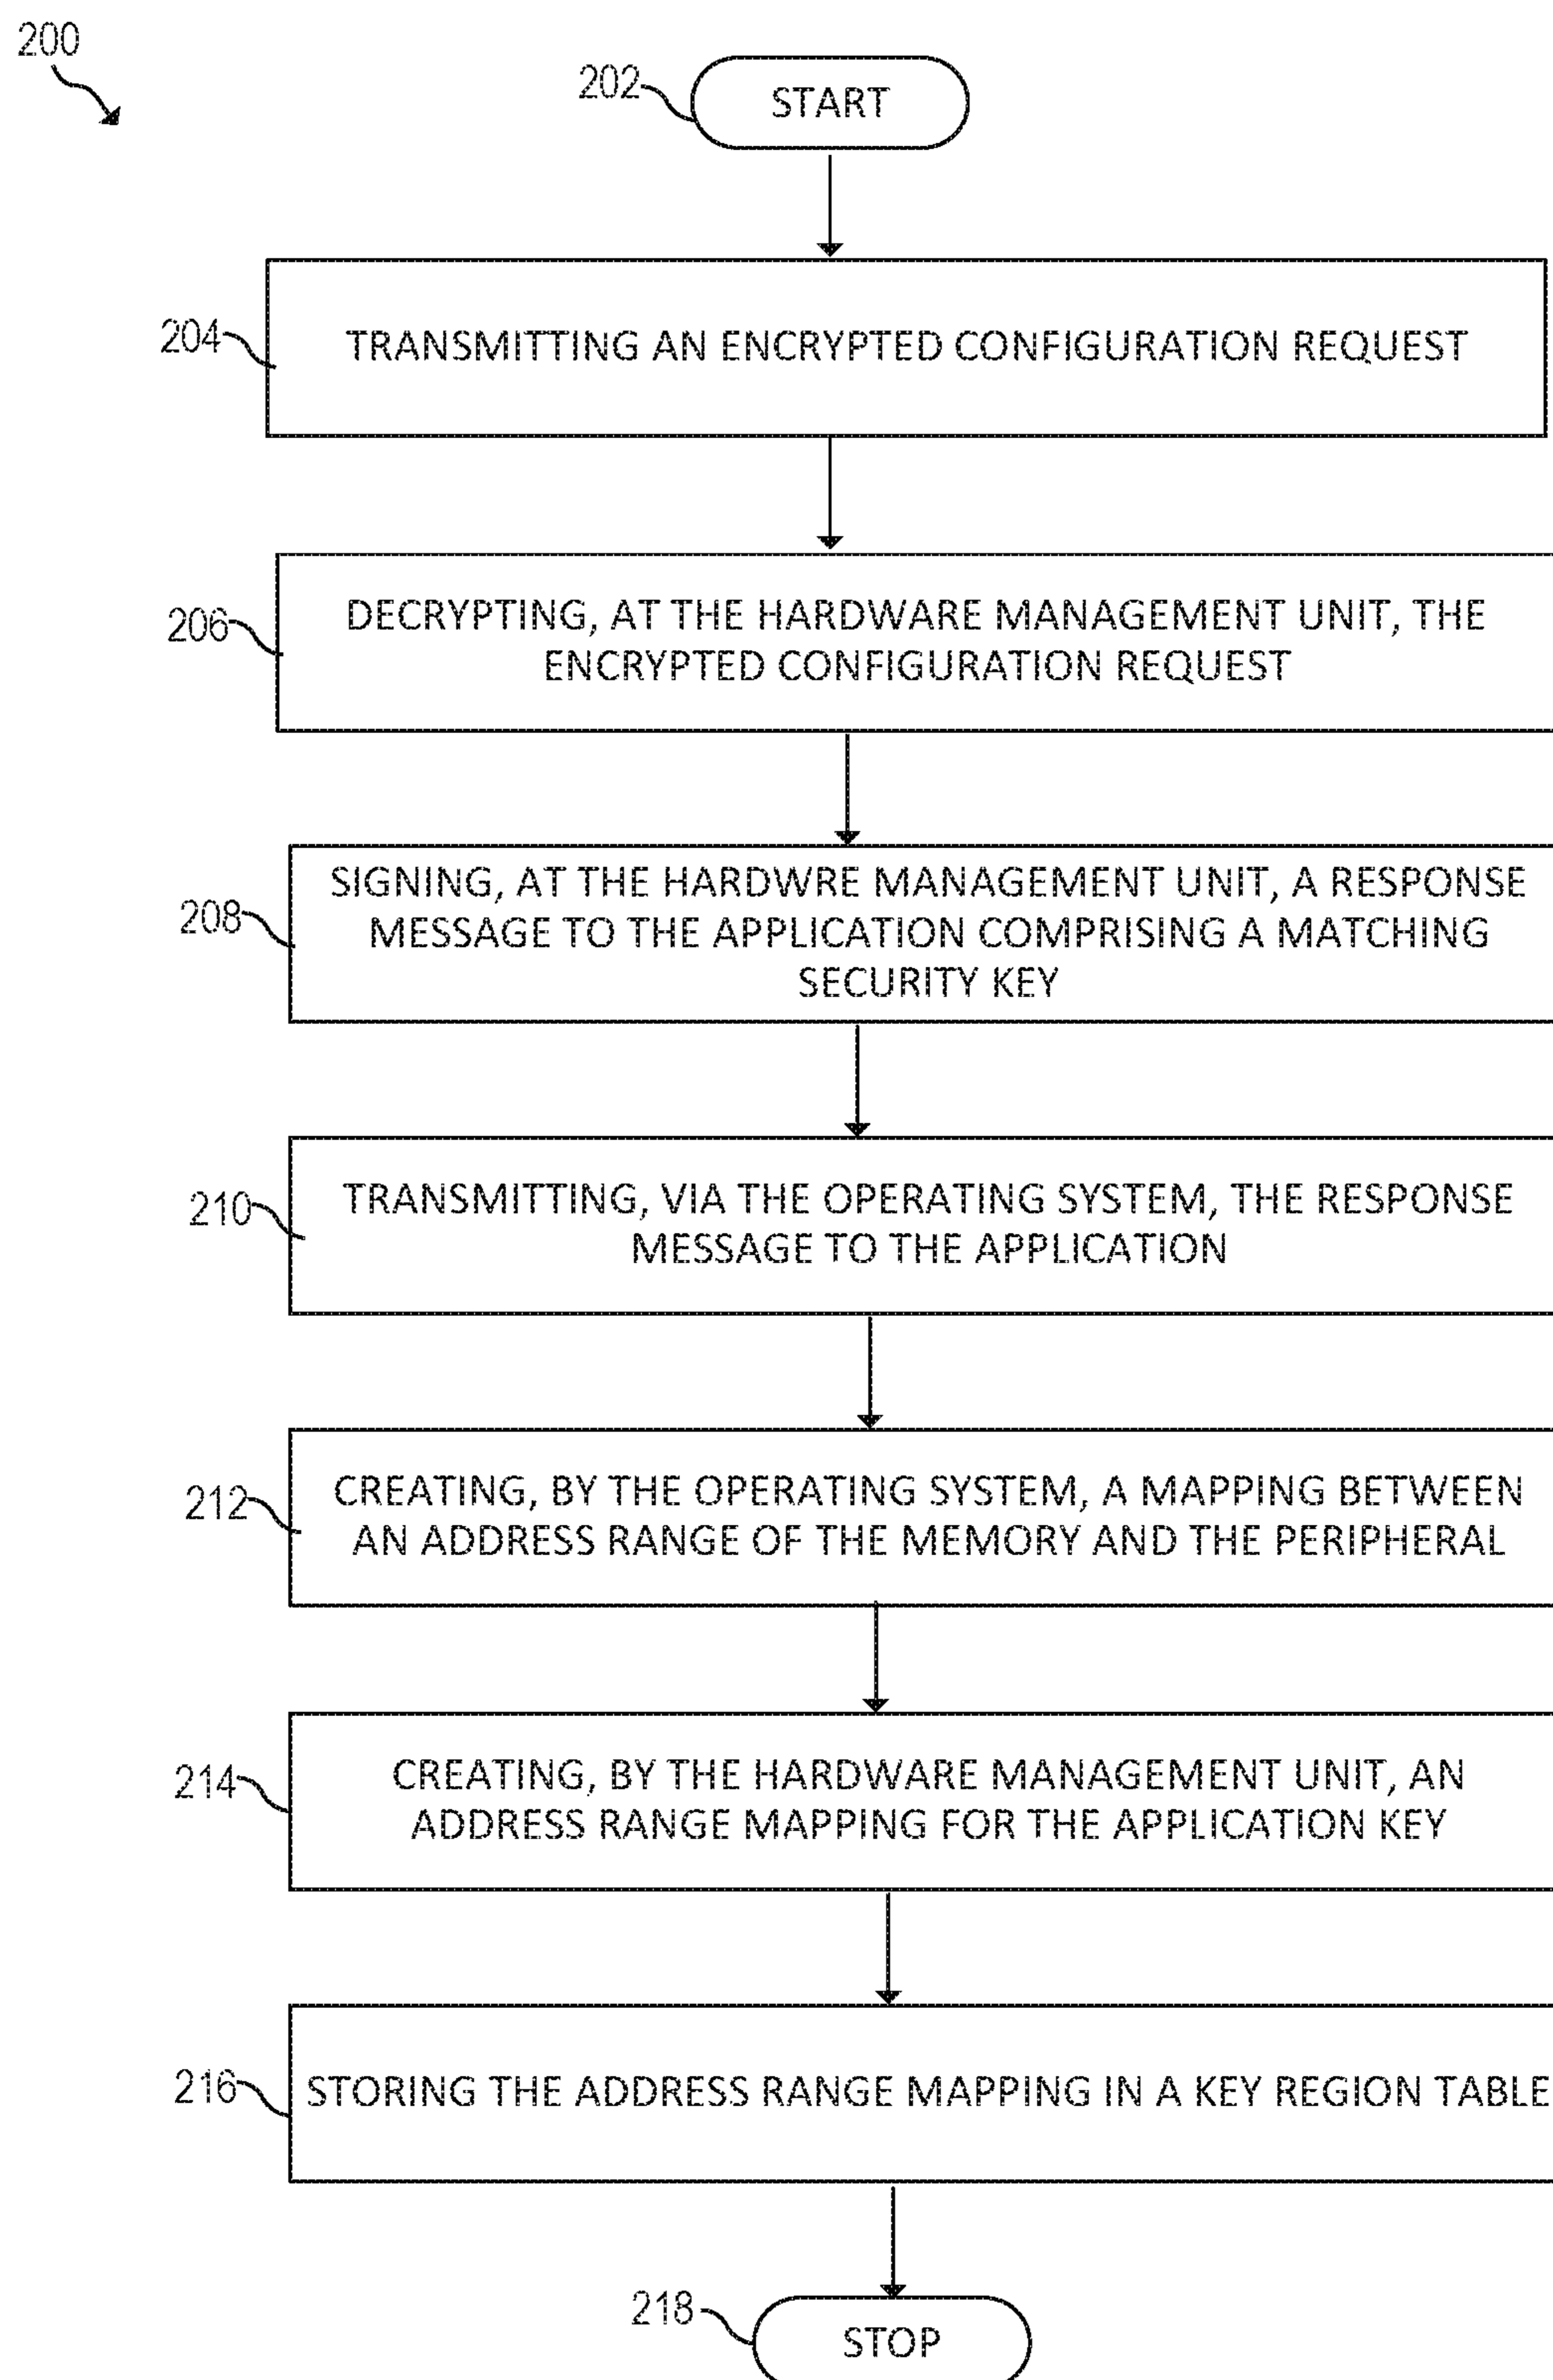 200
202
START
204
TRANSMITTING AN ENCRYPTED CONFIGURATION REQUEST
206
DECRYPTING, AT THE HARDWARE MANAGEMENT UNIT, THE
ENCRYPTED CONFIGURATION REQUEST
208
SIGNING, AT THE HARDWRE MANAGEMENT UNIT, A RESPONSE
MESSAGE TO THE APPLICATION COMPRISING A MATCHING
SECURITY KEY
210
TRANSMITTING, VIA THE OPERATING SYSTEM, THE RESPONSE
MESSAGE TO THE APPLICATION
212
CREATING, BY THE OPERATING SYSTEM, A MAPPING BETWEEN
AN ADDRESS RANGE OF THE MEMORY AND THE PERIPHERAL
214
CREATING, BY THE HARDWARE MANAGEMENT UNIT, AN
ADDRESS RANGE MAPPING FOR THE APPLICATION KEY
216
STORING THE ADDRESS RANGE MAPPING IN A KEY REGION TABLE
218
STOP